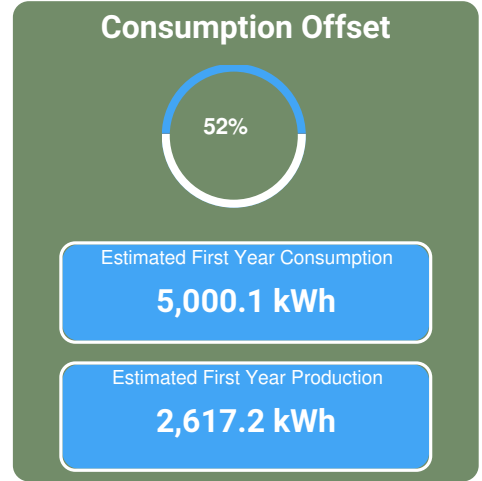 Consumption Offset
52%
Estimated First Year Consumption
5,000.1 kWh
Estimated First Year Production
2,617.2 kWh